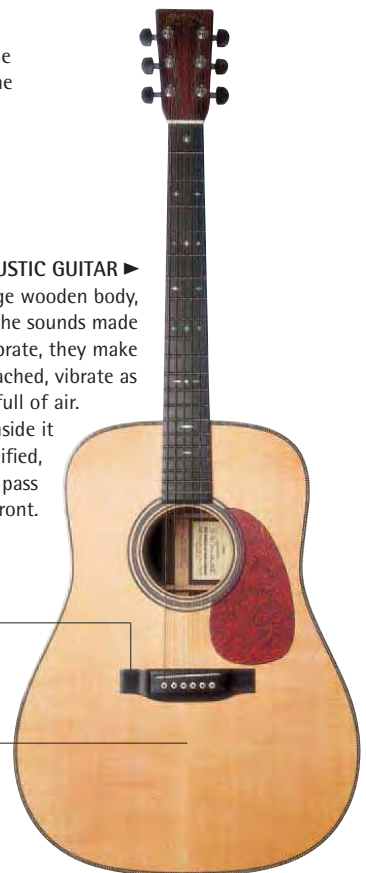 e
ne
USTIC GUITAR ►
ge wooden body,
he sounds made
brate, they make
ached, vibrate as
full of air.
nside it
ified,
pass
ront.